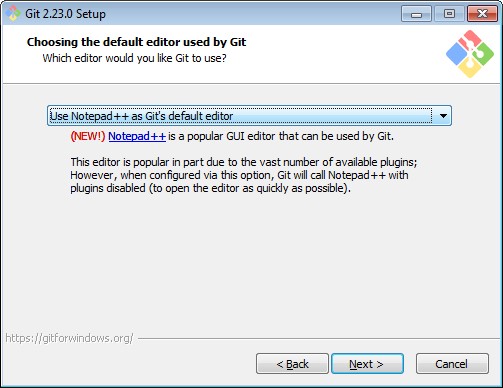 Git 2.23.0 Setup
Choosing the default editor used by Git
Which editor would you like Git to use?
Use Notepad++ as Git's default editor
(NEW!) Notepad++ is a popular GUI editor that can be used by Git.
This editor is popular in part due to the vast number of available plugins;
However, when configured via this option, Git will call Notepad++ with
plugins disabled (to open the editor as quickly as possible).
https://gitforwindows.org/
< Back
Next >
Cancel